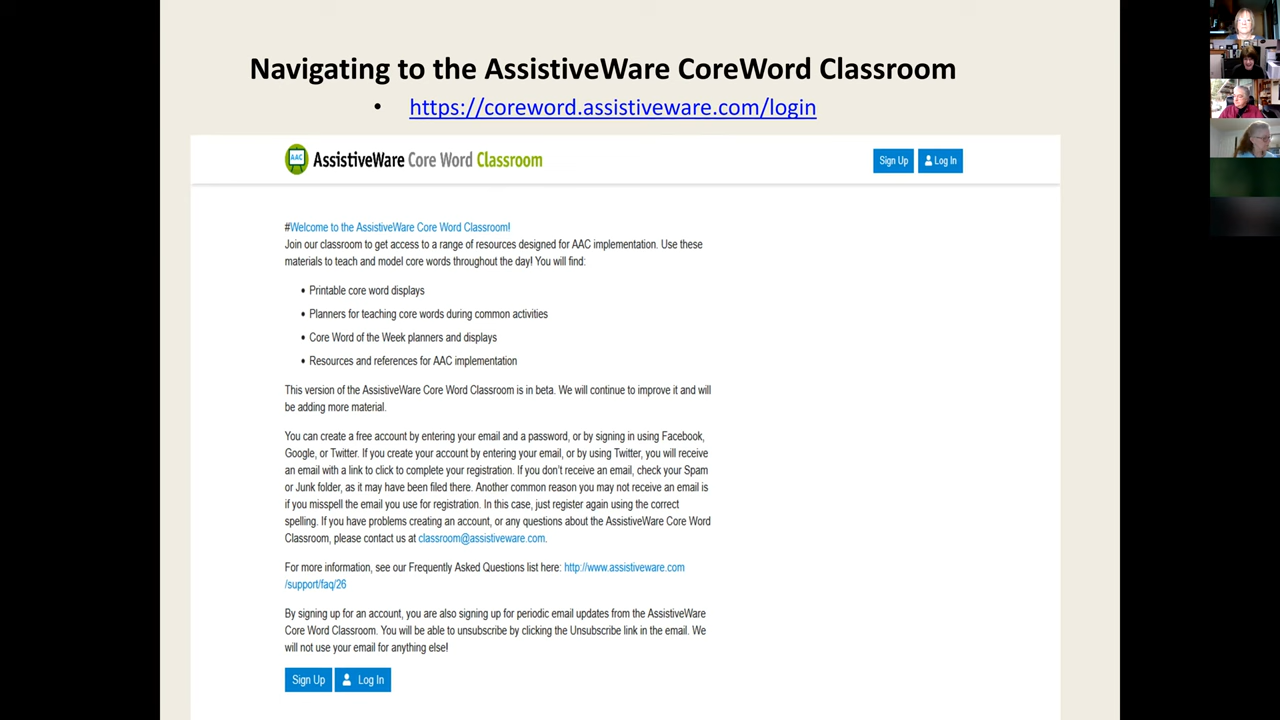 Navigating to the AssistiveWare CoreWord Classroom
• https://coreword.assistiveware.com/login
AAC AssistiveWare Core Word Classroom
Sign Up Log In
#Welcome to the AssistiveWare Core Word Classroom!
Join our classroom to get access to a range of resources designed for AAC implementation. Use these
materials to teach and model core words throughout the day! You will find:
• Printable core word displays
• Planners for teaching core words during common activities
• Core Word of the Week planners and displays
• Resources and references for AAC implementation
This version of the AssistiveWare Core Word Classroom is in beta. We will continue to improve it and will
be adding more material.
You can create a free account by entering your email and a password, or by signing in using Facebook,
Google, or Twitter. If you create your account by entering your email, or by using Twitter, you will receive
an email with a link to click to complete your registration. If you don't receive an email, check your Spam
or Junk folder, as it may have been filed there. Another common reason you may not receive an email is
if you misspell the email you use for registration. In this case, just register again using the correct
spelling. If you have problems creating an account, or any questions about the AssistiveWare Core Word
Classroom, please contact us at classroom@assistiveware.com.
For more information, see our Frequently Asked Questions list here: http://www.assistiveware.com
/support/faq/26
By signing up for an account, you are also signing up for periodic email updates from the AssistiveWare
Core Word Classroom. You will be able to unsubscribe by clicking the Unsubscribe link in the email. We
will not use your email for anything else!
Sign Up Log In